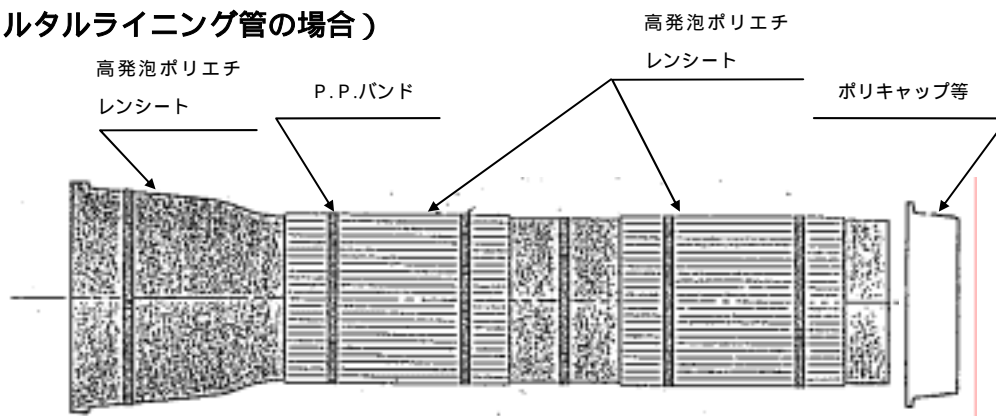 ルタルライニング管の場合）
高発泡ポリエチ
レンシート
P.P.バンド
高発泡ポリエチ
レンシート
ポリキャップ等